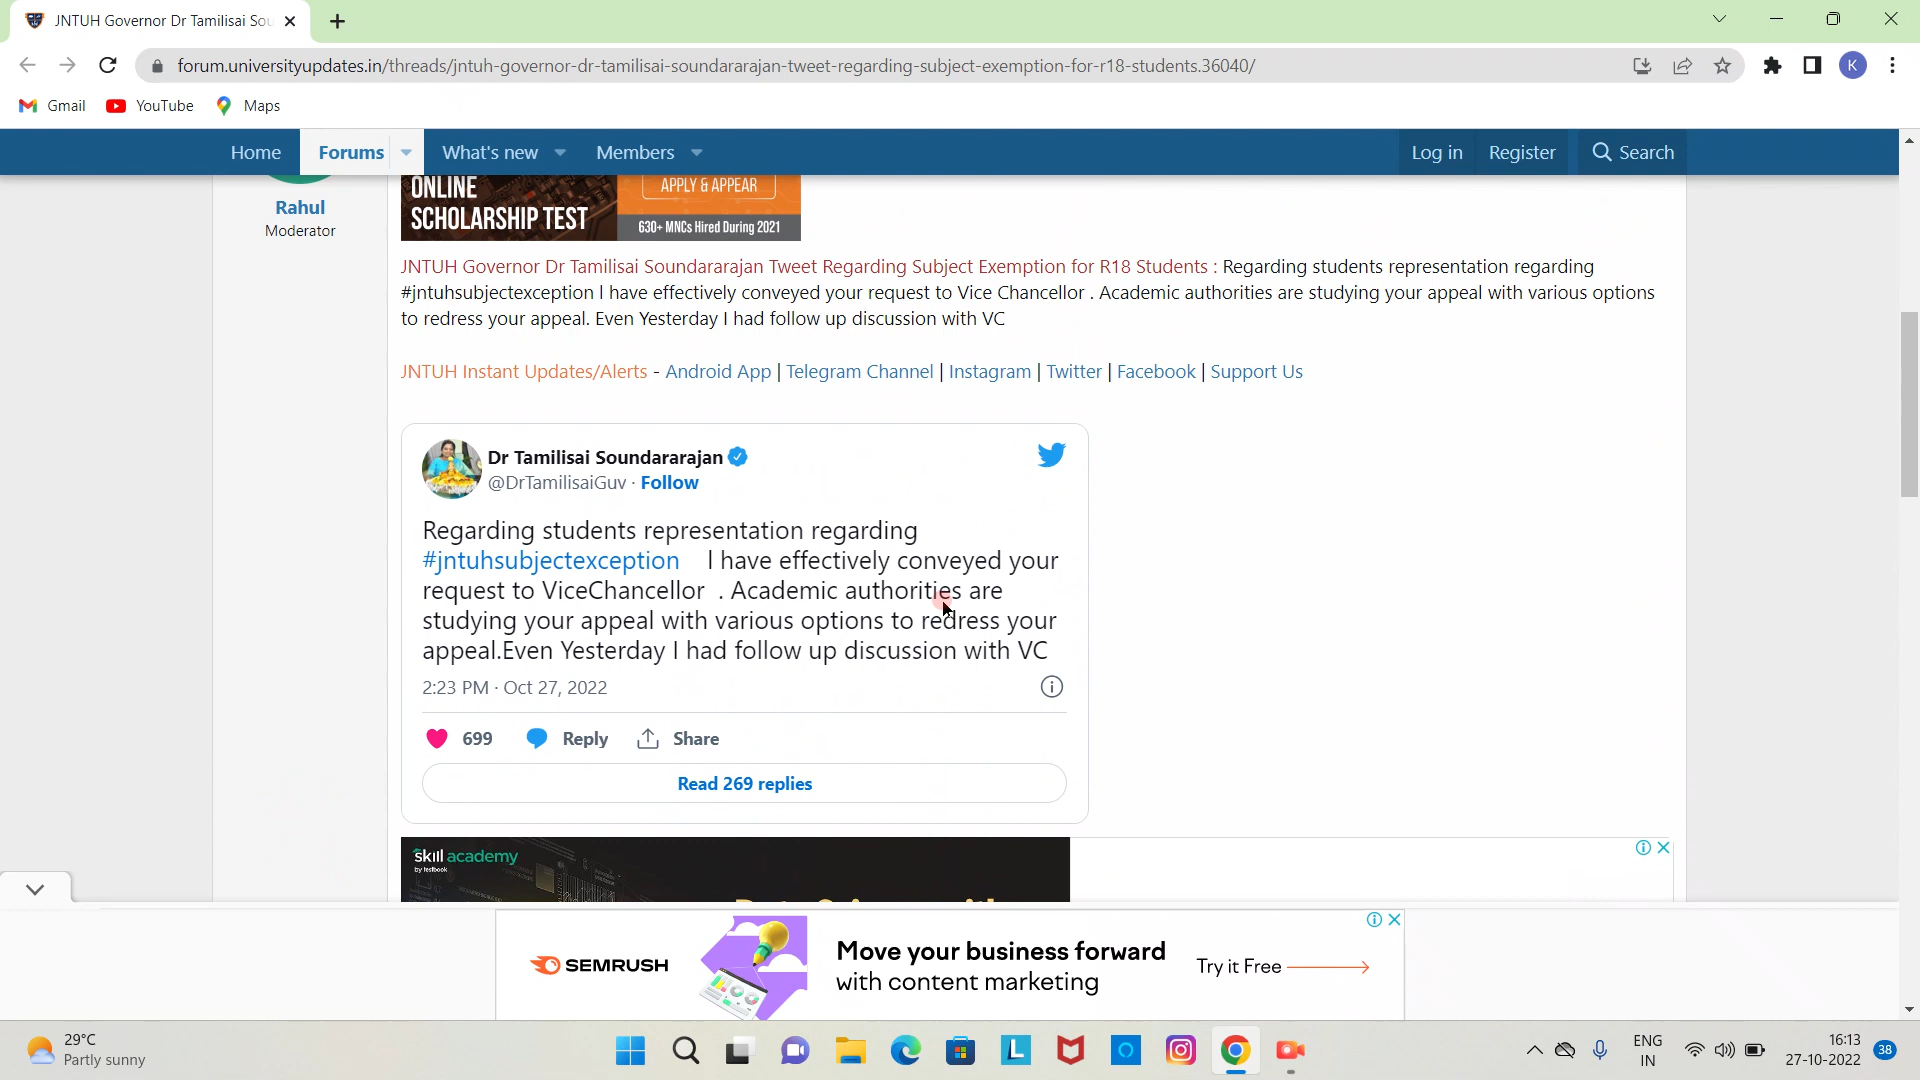 JNTUH Governor Dr Tamilisai Sou
forum.universityupdates.in/threads/jntuh-governor-dr-tamilisai-soundararajan-tweet-regarding-subject-exemption-for-r18-students.36040/
K
Gmail YouTube Maps
Home Forums What's new Members Log in Register Search
ONLINE
SCHOLARSHIP TEST
APPLY & APPEAR
630+ MNCs Hired During 2021
Rahul
Moderator
JNTUH Governor Dr Tamilisai Soundararajan Tweet Regarding Subject Exemption for R18 Students : Regarding students representation regarding
#jntuhsubjectexception I have effectively conveyed your request to Vice Chancellor . Academic authorities are studying your appeal with various options
to redress your appeal. Even Yesterday I had follow up discussion with VC
JNTUH Instant Updates/Alerts - Android App | Telegram Channel | Instagram | Twitter | Facebook | Support Us
Dr Tamilisai Soundararajan
@DrTamilisaiGuv · Follow
Regarding students representation regarding
#jntuhsubjectexception I have effectively conveyed your
request to ViceChancellor . Academic authorities are
studying your appeal with various options to redress your
appeal.Even Yesterday I had follow up discussion with VC
2:23 PM · Oct 27, 2022
699 Reply Share
Read 269 replies
skill academy
by testbook
SEMRUSH
Move your business forward
with content marketing
Try it Free
29°C
Partly sunny
ENG
IN
16:13
27-10-2022
38